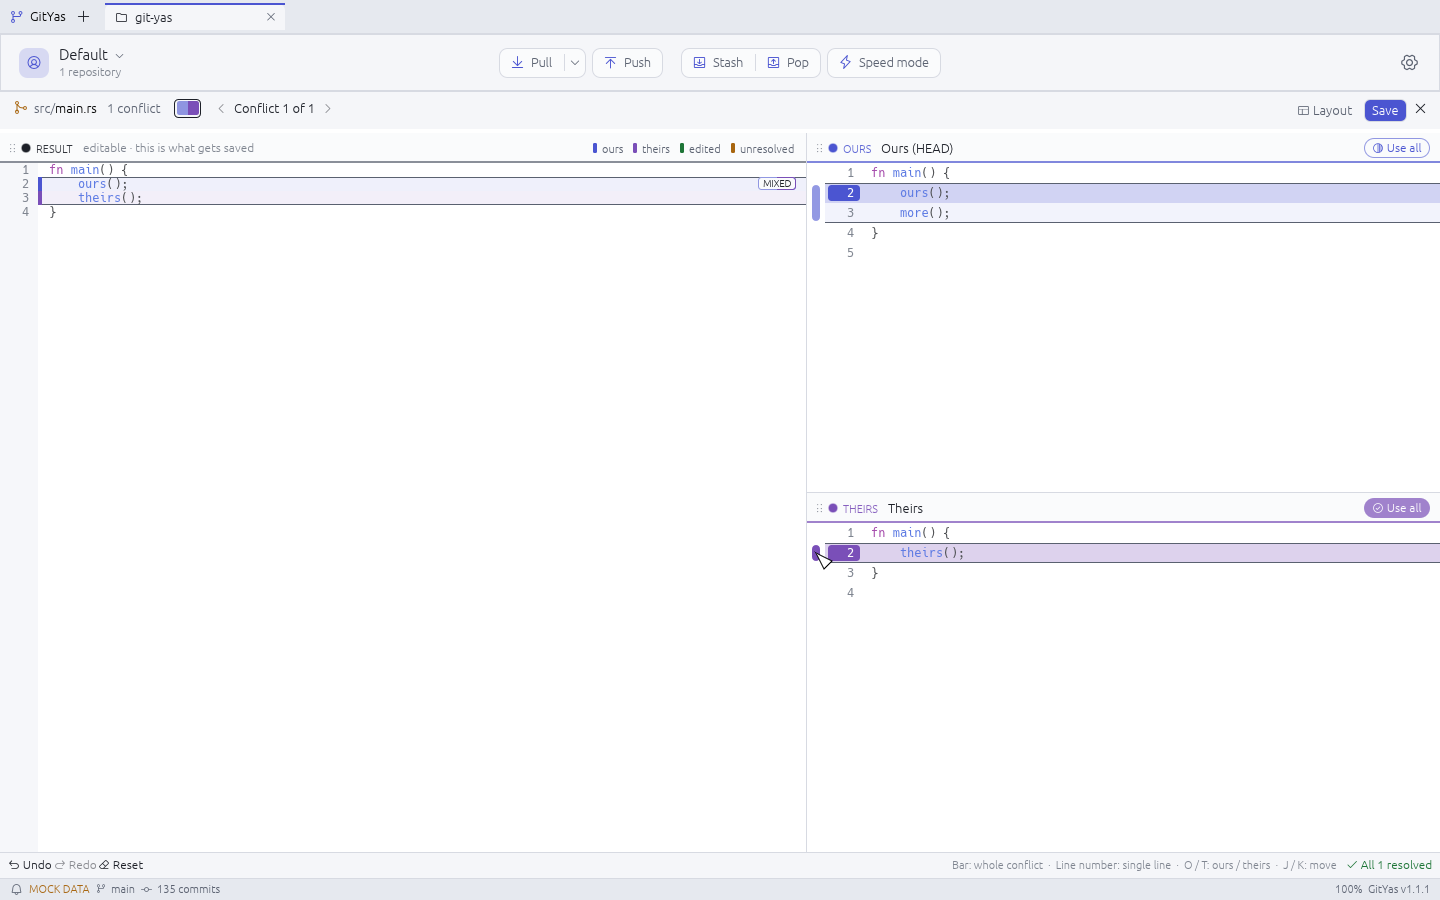 GitYas
git-yas
Default
1 repository
Pull
Push
Stash
Pop
Speed mode
src/main.rs 1 conflict
Conflict 1 of 1
Layout
Save
RESULT editable · this is what gets saved
ours theirs edited unresolved
1 fn main() {
2 ours();
MIXED
3 theirs();
4 }
OURS Ours (HEAD)
Use all
1 fn main() {
2 ours();
3 more();
4 }
5
THEIRS Theirs
Use all
1 fn main() {
2 theirs();
3 }
4
Undo Redo Reset
Bar: whole conflict · Line number: single line · O / T: ours / theirs · J / K: move
All 1 resolved
MOCK DATA main 135 commits
100% GitYas v1.1.1